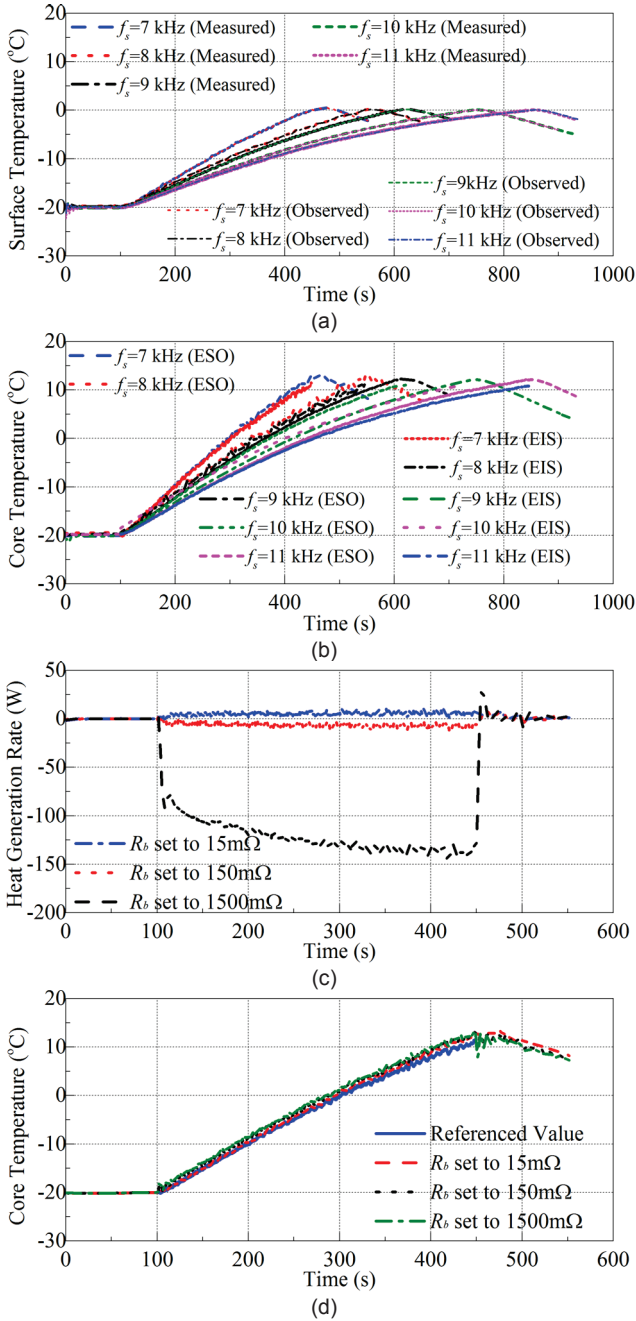 20
10
0
-10
-20
-30
Surface Temperature (°C)
fs=7 kHz (Measured)
fs=8 kHz (Measured)
fs=9 kHz (Measured)
fs=10 kHz (Measured)
fs=11 kHz (Measured)
fs=9kHz (Observed)
fs=7 kHz (Observed)
fs=10 kHz (Observed)
fs=8 kHz (Observed)
fs=11 kHz (Observed)
0 200 400 600 800 1000
Time (s)
(a)
20
10
0
-10
-20
-30
Core Temperature (°C)
fs=7 kHz (ESO)
fs=8 kHz (ESO)
fs=7 kHz (EIS)
fs=8 kHz (EIS)
fs=9 kHz (ESO)
fs=9 kHz (EIS)
fs=10 kHz (ESO)
fs=10 kHz (EIS)
fs=11 kHz (ESO)
fs=11 kHz (EIS)
0 200 400 600 800 1000
Time (s)
(b)
50
0
-50
-100
-150
-200
Heat Generation Rate (W)
Rb set to 15mΩ
Rb set to 150mΩ
Rb set to 1500mΩ
0 100 200 300 400 500 600
Time (s)
(c)
20
10
0
-10
-20
-30
Core Temperature (°C)
Referenced Value
Rb set to 15mΩ
Rb set to 150mΩ
Rb set to 1500mΩ
0 100 200 300 400 500 600
Time (s)
(d)